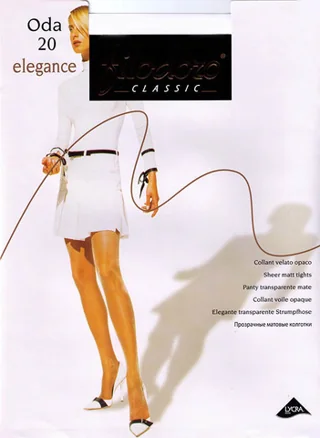 Oda
20
elegance
filodoro
CLASSIC
Collant velato opaco
Sheer matt tights
Panty transparente mate
Collant voile opaque
Elegante transparente Strumpfhose
Прозрачные матовые колготки
LYCRA